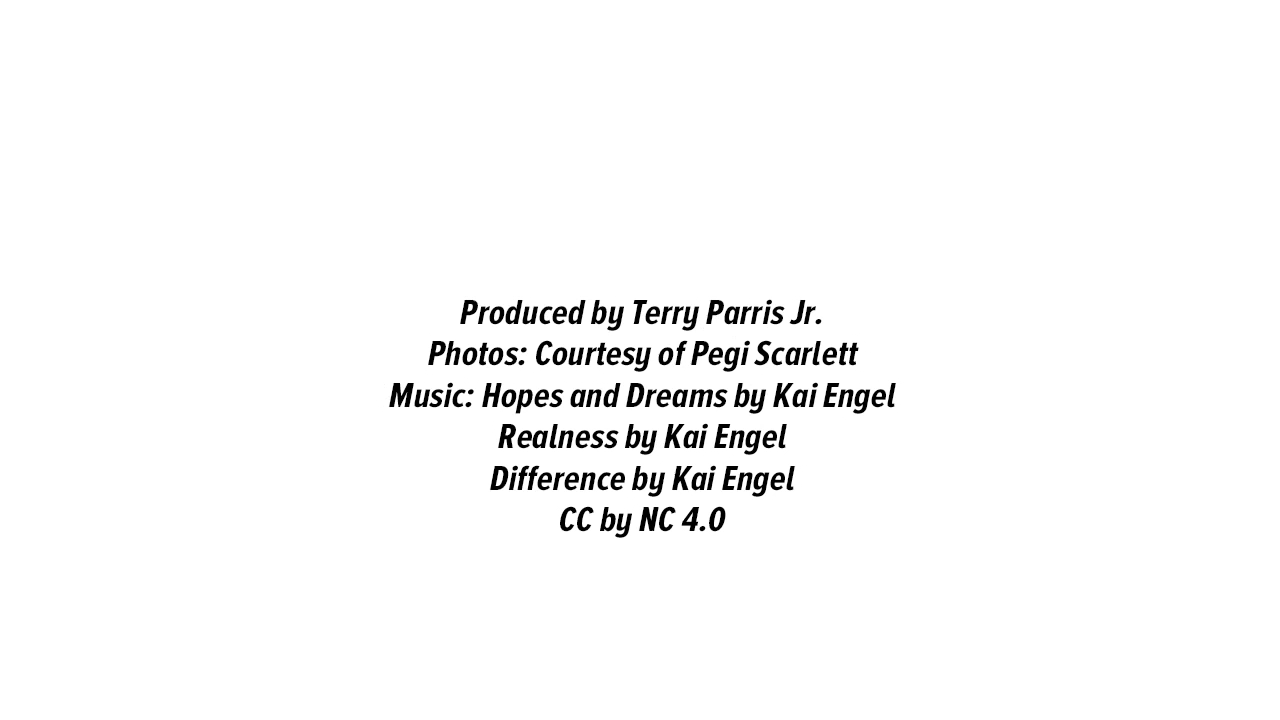 Produced by Terry Parris Jr.
Photos: Courtesy of Pegi Scarlett
Music: Hopes and Dreams by Kai Engel
Realness by Kai Engel
Difference by Kai Engel
CC by NC 4.0